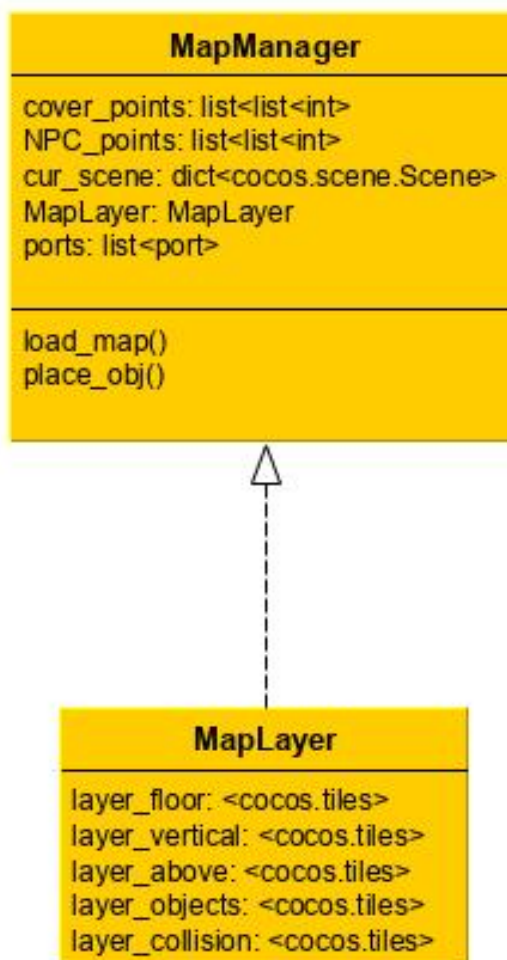 MapManager
cover_points: list<list<int>
NPC_points: list<list<int>
cur_scene: dict<cocos.scene.Scene>
MapLayer: MapLayer
ports: list<port>
load_map()
place_obj()
MapLayer
layer_floor: <cocos.tiles>
layer_vertical: <cocos.tiles>
layer_above: <cocos.tiles>
layer_objects: <cocos.tiles>
layer_collision: <cocos.tiles>